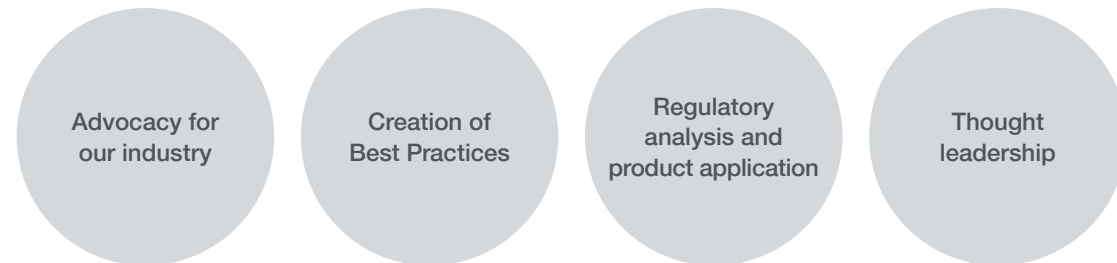 Advocacy for
our industry
Creation of
Best Practices
Regulatory
analysis and
product application
Thought
leadership